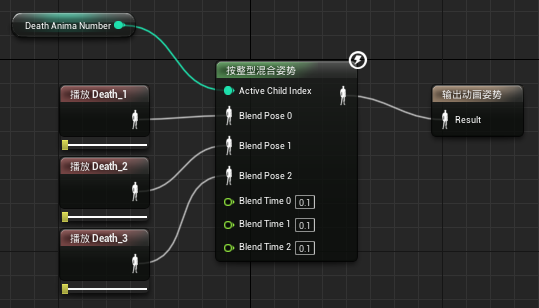 Death Anima Number
按整型混合姿势
Active Child Index
播放 Death_1
Blend Pose 0
输出动画姿势
Result
Blend Pose 1
播放 Death_2
Blend Pose 2
Blend Time 0 0.1
Blend Time 1 0.1
播放 Death_3
Blend Time 2 0.1